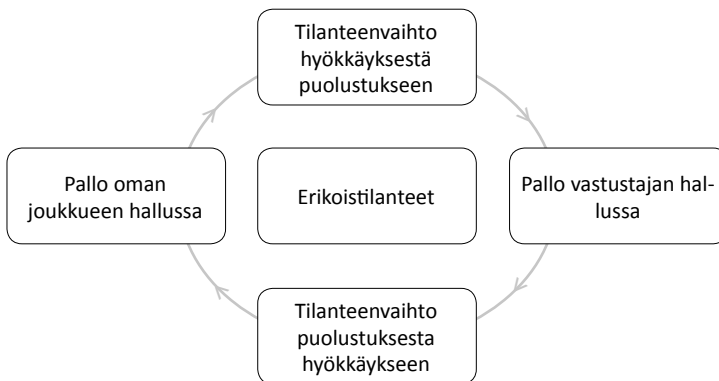 Tilanteenvaihto
hyökkäyksestä
puolustukseen
Pallo oman
joukkueen hallussa
Erikoistilanteet
Pallo vastustajan hal-
lussa
Tilanteenvaihto
puolustuksesta
hyökkäykseen